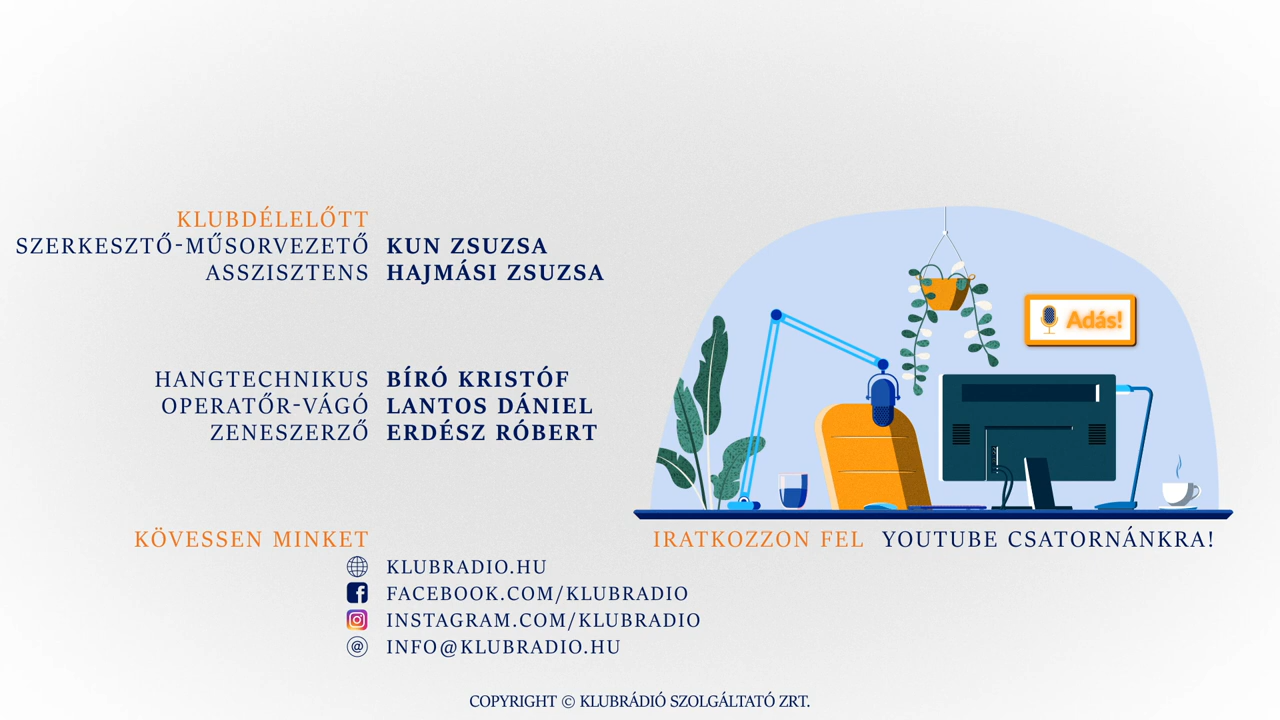 KLUBDÉLELŐTT
SZERKESZTŐ-MŰSORVEZETŐ KUN ZSUZSA
ASSZISZTENS HAJMÁSI ZSUZSA
HANGTECHNIKUS BÍRÓ KRISTÓF
OPERATŐR-VÁGÓ LANTOS DÁNIEL
ZENESZERZŐ ERDÉSZ RÓBERT
Adás!
KÖVESSEN MINKET
KLUBRADIO.HU
FACEBOOK.COM/KLUBRADIO
INSTAGRAM.COM/KLUBRADIO
INFO@KLUBRADIO.HU
IRATKOZZON FEL YOUTUBE CSATORNÁNKRA!
COPYRIGHT © KLUBRÁDIÓ SZOLGÁLTATÓ ZRT.